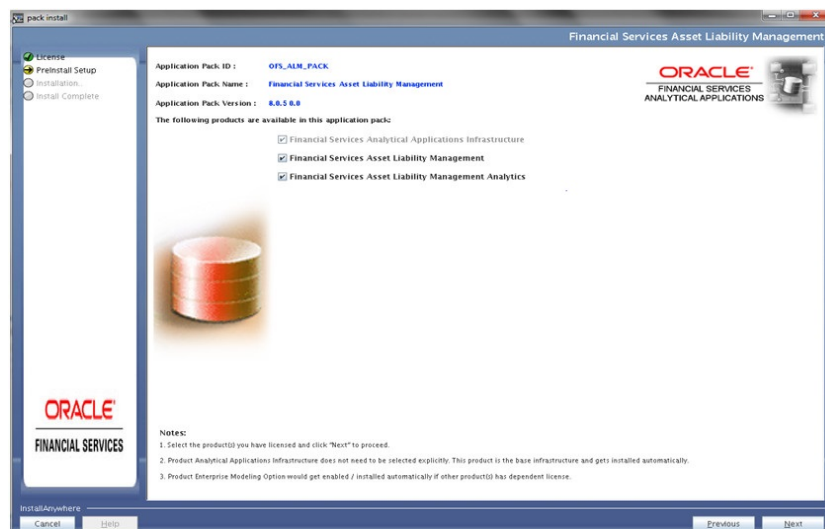 pack install
Financial Services Asset Liability Management
License
PreInstall Setup
Installation..
Install Complete
Application Pack ID : OFS_ALM_PACK
Application Pack Name : Financial Services Asset Liability Management
Application Pack Version : 8.0.5 0.0
The following products are available in this application pack:
Financial Services Analytical Applications Infrastructure
Financial Services Asset Liability Management
Financial Services Asset Liability Management Analytics
ORACLE
FINANCIAL SERVICES
ANALYTICAL APPLICATIONS
ORACLE
FINANCIAL SERVICES
Notes:
1. Select the product(s) you have licensed and click "Next" to proceed.
2. Product Analytical Applications Infrastructure does not need to be selected explicitly. This product is the base infrastructure and gets installed automatically.
3. Product Enterprise Modeling Option would get enabled / installed automatically if other product(s) has dependent license.
InstallAnywhere
Cancel
Help
Previous
Next